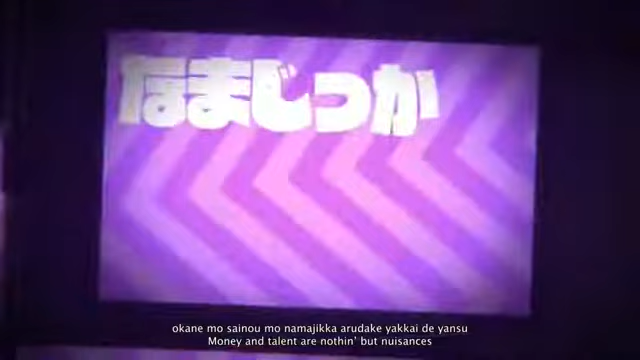 なまじっか
okane mo sainou mo namajikka arudake yakkai de yansu
Money and talent are nothin' but nuisances